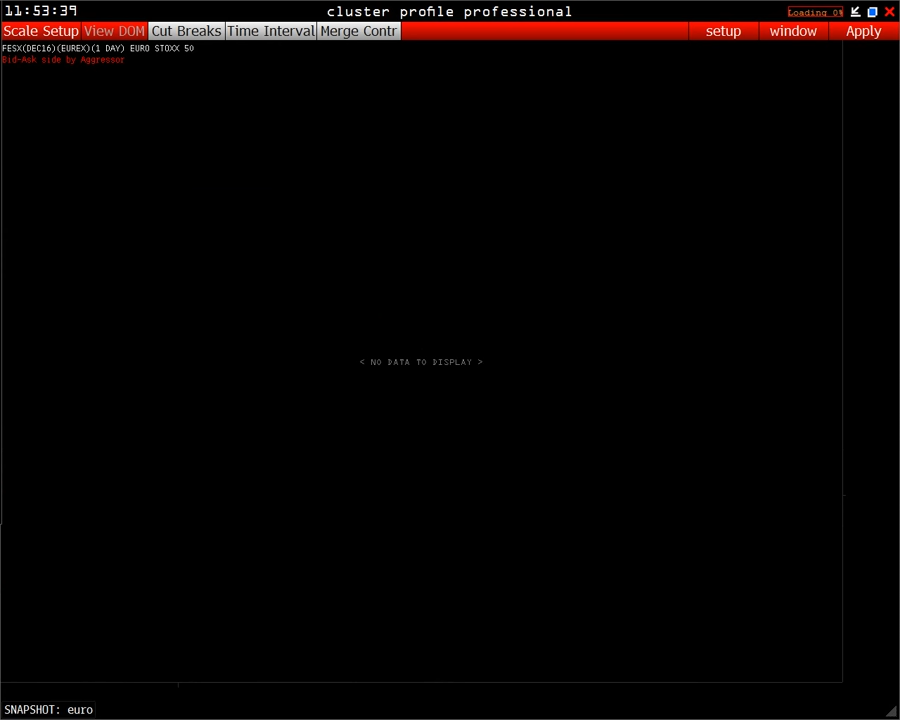 11:53:39 cluster profile professional Loading 0%
Scale Setup View DOM Cut Breaks Time Interval Merge Contr setup window Apply
FESX(DEC16)(EUREX)(1 DAY) EURO STOXX 50
Bid-Ask side by Aggressor
< NO DATA TO DISPLAY >
SNAPSHOT: euro